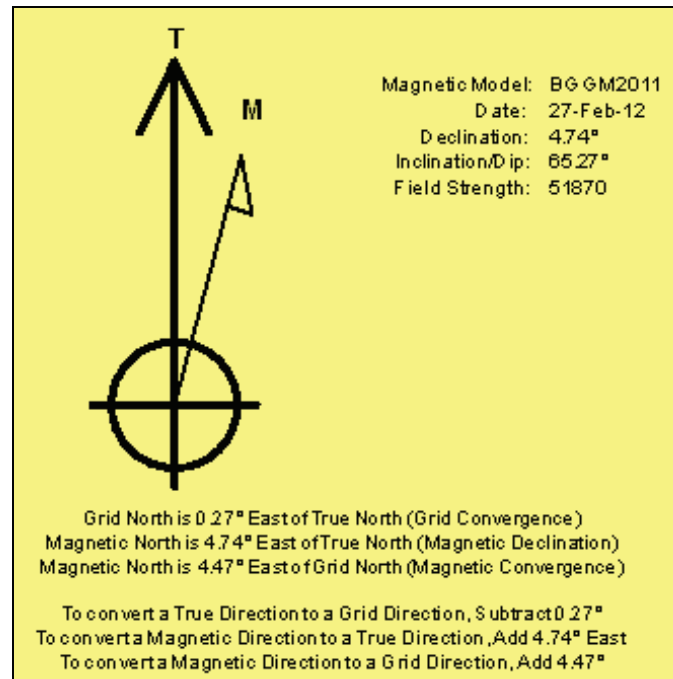 T
M
Magnetic Model: BGGM2011
Date: 27-Feb-12
Declination: 4.74°
Inclination/Dip: 65.27°
Field Strength: 51870
Grid North is 0.27° East of True North (Grid Convergence)
Magnetic North is 4.74° East of True North (Magnetic Declination)
Magnetic North is 4.47° East of Grid North (Magnetic Convergence)
To convert a True Direction to a Grid Direction, Subtract 0.27°
To convert a Magnetic Direction to a True Direction, Add 4.74° East
To convert a Magnetic Direction to a Grid Direction, Add 4.47°